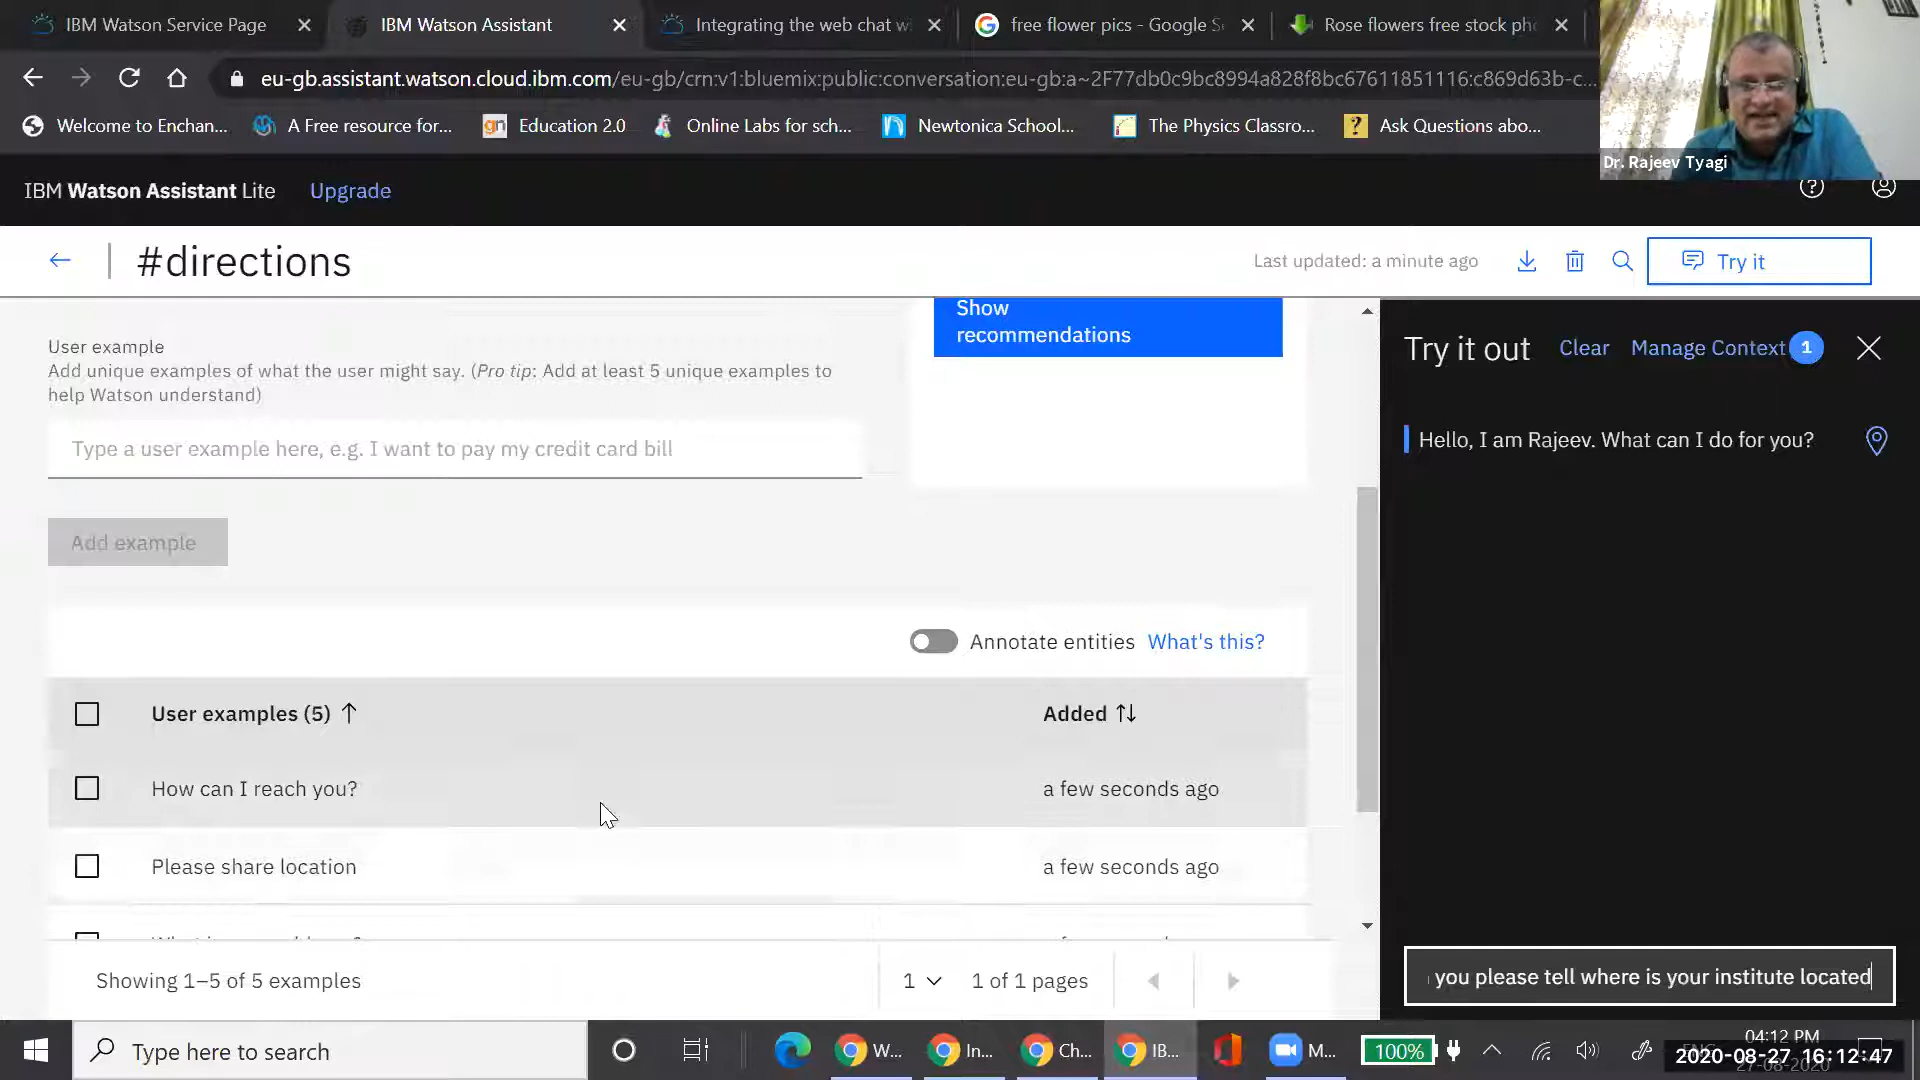 IBM Watson Service Page
IBM Watson Assistant
Integrating the web chat w
free flower pics - Google S
Rose flowers free stock pho
eu-gb.assistant.watson.cloud.ibm.com/eu-gb/crn:v1:bluemix:public:conversation:eu-gb:a~2F77db0c9bc8994a828f8bc67611851116:c869d63b-c...
Welcome to Enchan...
A Free resource for...
gn
Education 2.0
Online Labs for sch...
Newtonica School...
The Physics Classro...
Ask Questions abo...
Dr. Rajeev Tyagi
IBM Watson Assistant Lite
Upgrade
#directions
Last updated: a minute ago
Try it
Show
recommendations
User example
Add unique examples of what the user might say. (Pro tip: Add at least 5 unique examples to
help Watson understand)
Type a user example here, e.g. I want to pay my credit card bill
Add example
Annotate entities
What's this?
User examples (5)
Added
How can I reach you?
a few seconds ago
Please share location
a few seconds ago
Showing 1–5 of 5 examples
1
1 of 1 pages
Try it out
Clear
Manage Context
1
Hello, I am Rajeev. What can I do for you?
you please tell where is your institute located
Type here to search
W...
In...
Ch...
IB...
M...
100%
04:12 PM
2020-08-27 16:12:47
27-08-2020